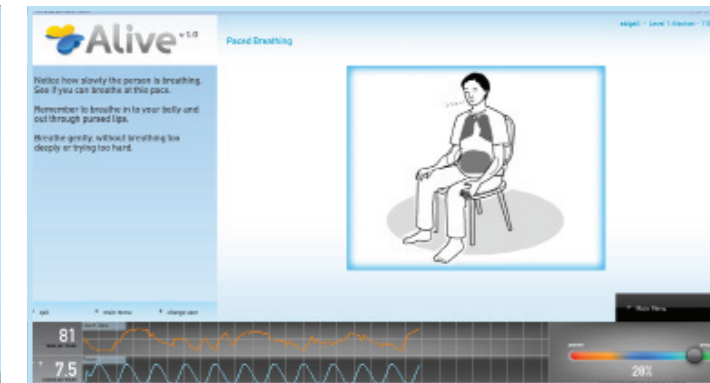 Alive v 1.0
Paced Breathing
Notice how slowly the person is breathing.
See if you can breathe at this pace.
Remember to breathe in to your belly and
out through pursed lips.
Breathe gently, without breathing too
deeply or trying too hard.
quit
main menu
change user
Main Menu
81
7.5
28%